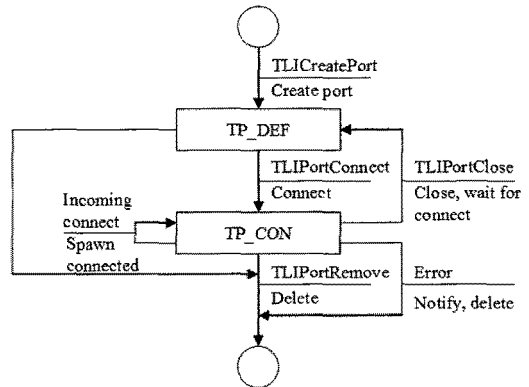 TLICreatePort
Create port
TP_DEF
TLIPortConnect
Connect
TLIPortClose
Close, wait for
connect
Incoming
connect
Spawn
connected
TP_CON
TLIPortRemove
Delete
Error
Notify, delete